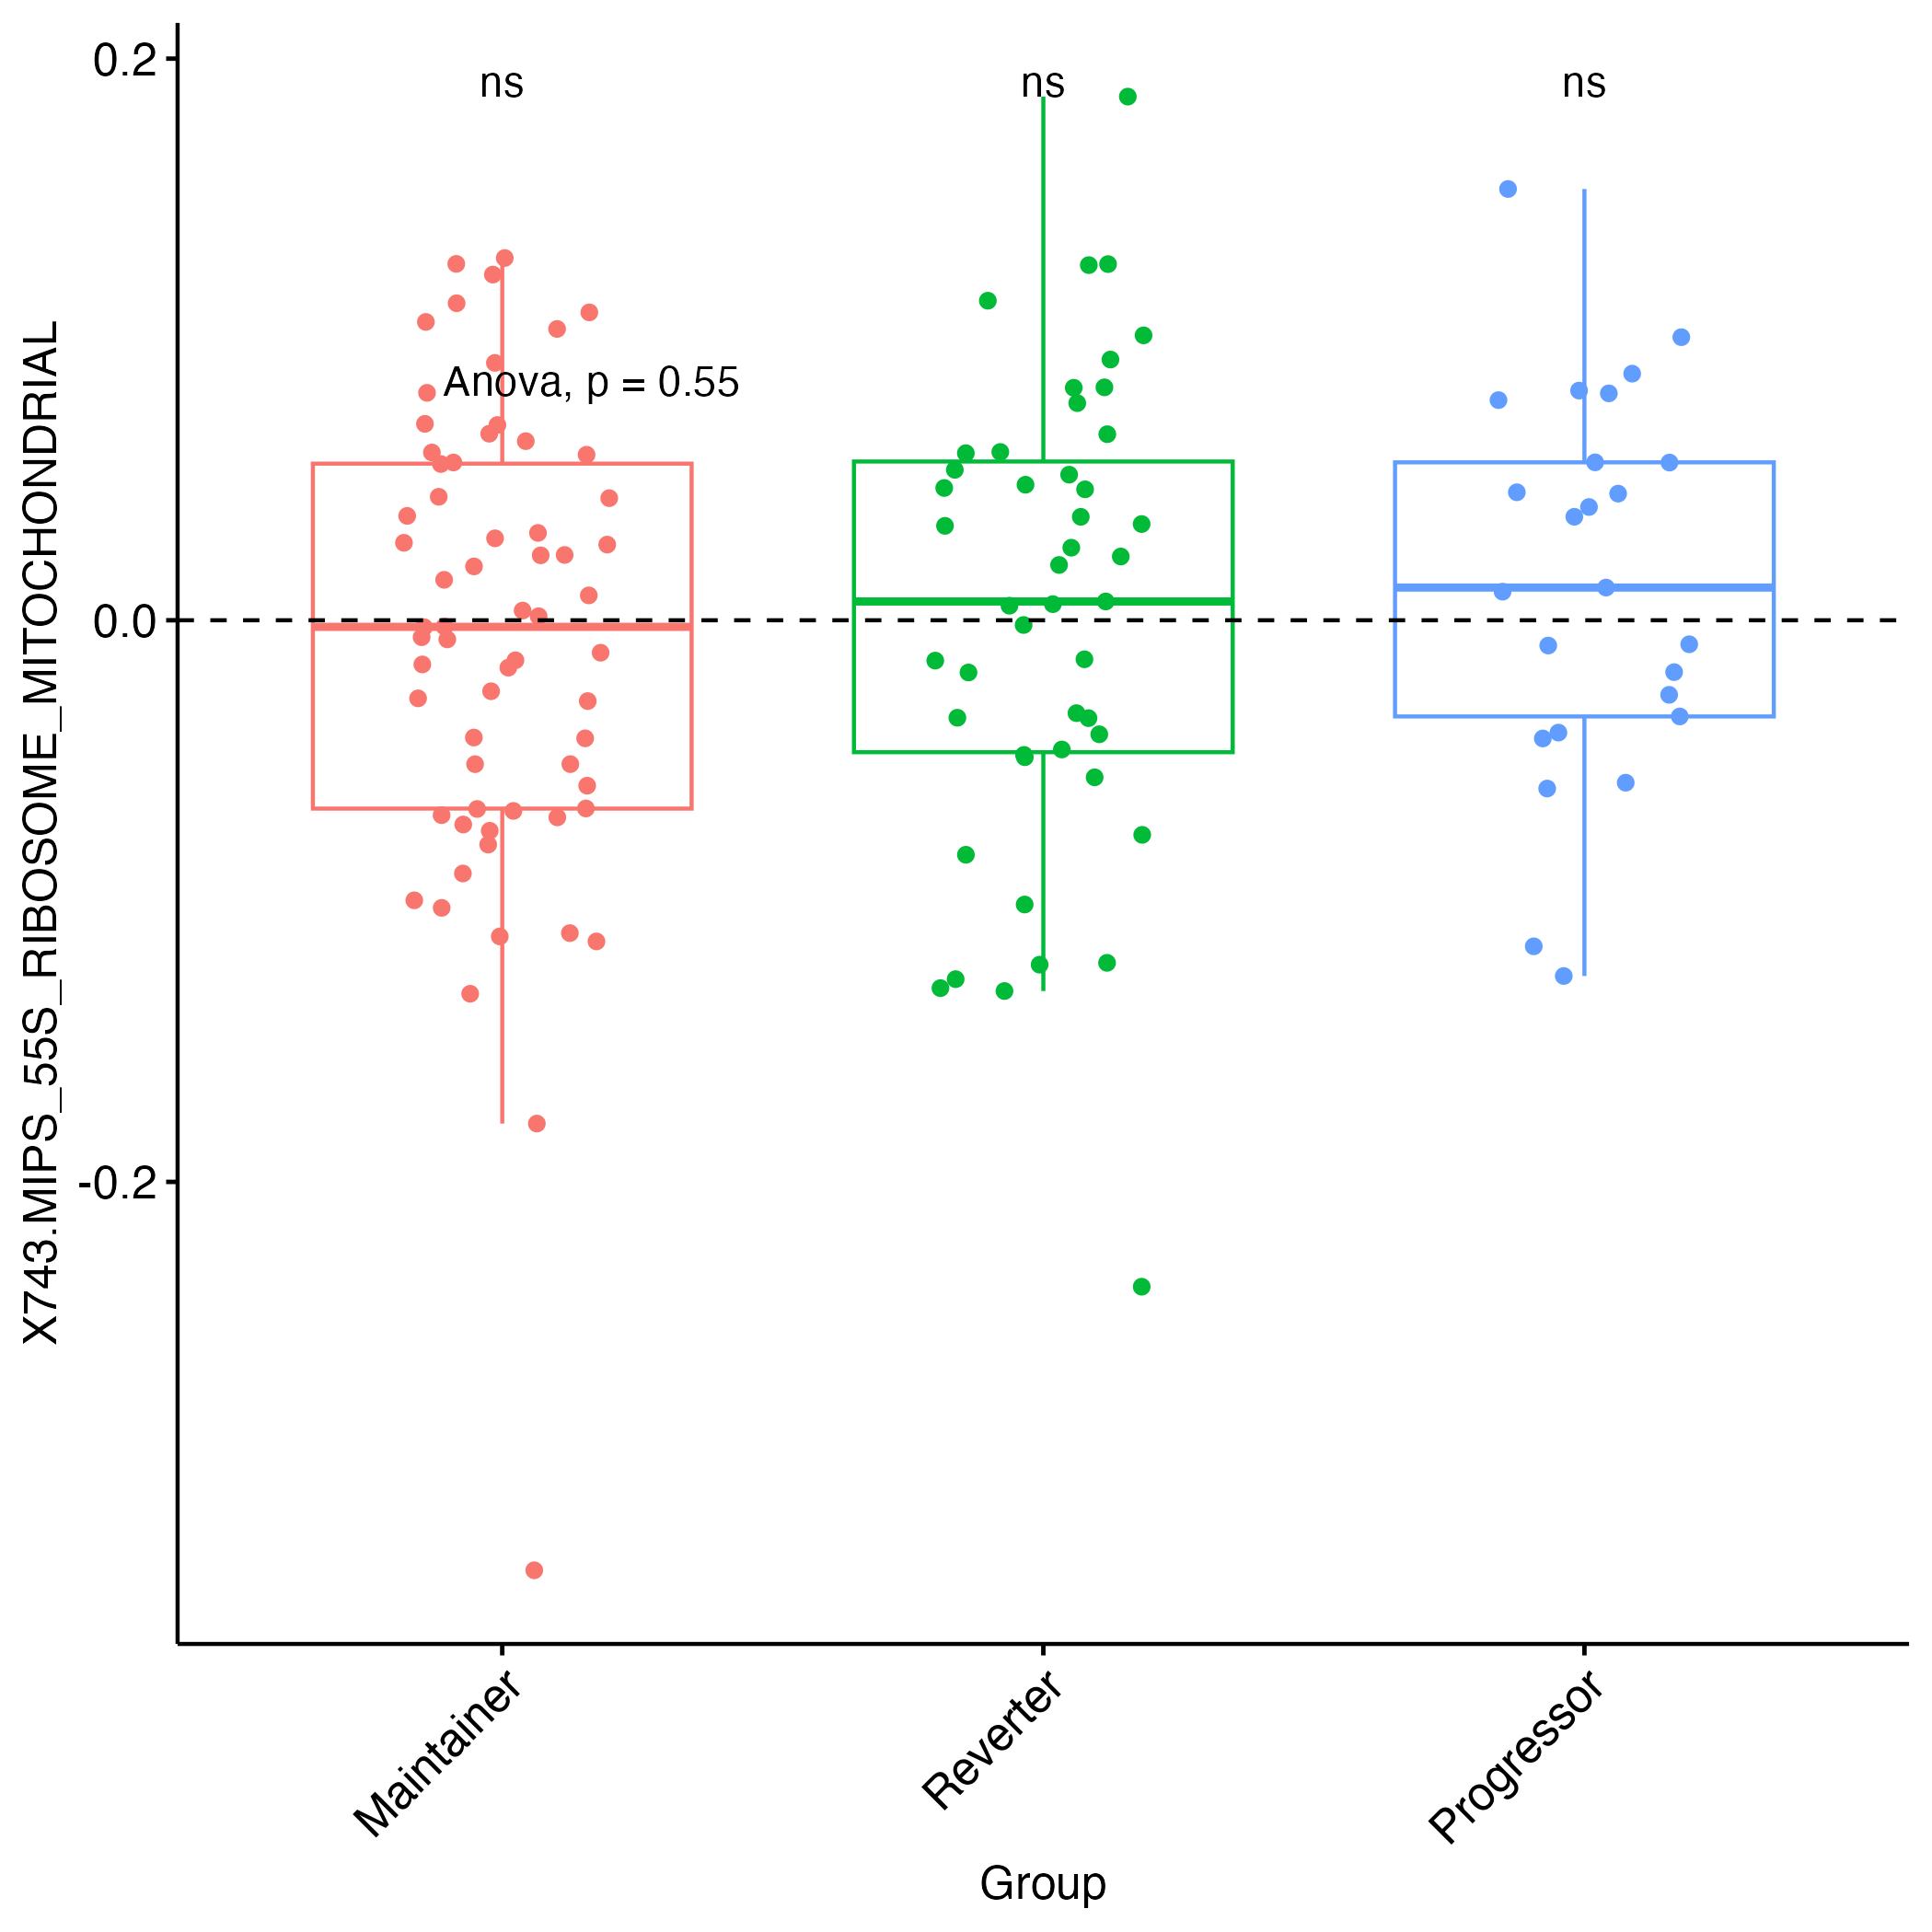 0.2
0.0
-0.2
X743.MIPS_55S_RIBOSOME_MITOCHONDRIAL
ns
ns
ns
Anova, p = 0.55
Maintainer
Reverter
Progressor
Group